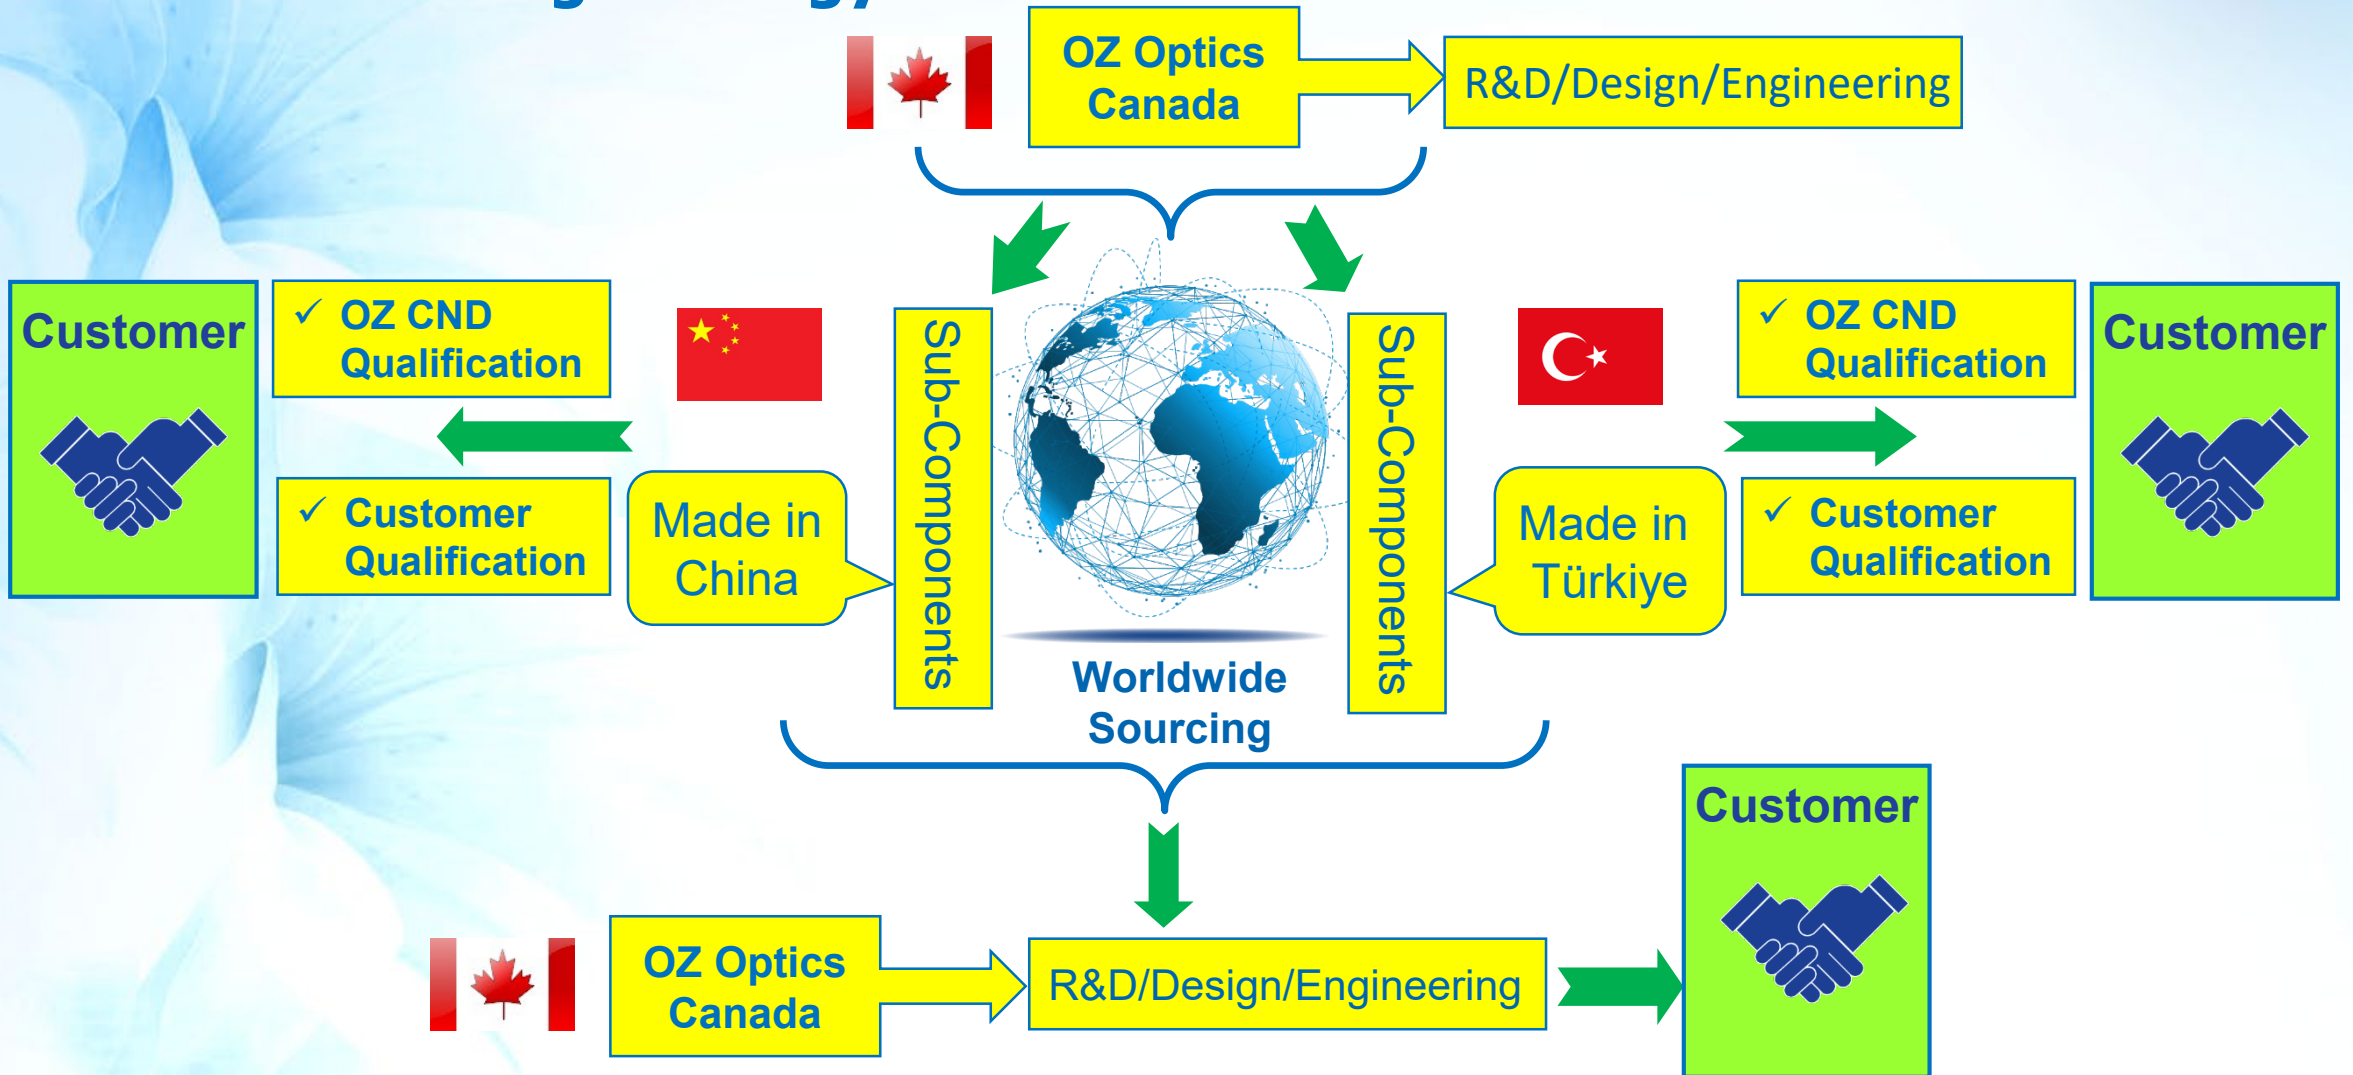 OZ Optics
Canada
R&D/Design/Engineering
Customer
✓ OZ CND
Qualification
✓ Customer
Qualification
Made in
China
Sub-Components
Worldwide
Sourcing
Sub-Components
Made in
Türkiye
✓ OZ CND
Qualification
✓ Customer
Qualification
Customer
OZ Optics
Canada
R&D/Design/Engineering
Customer